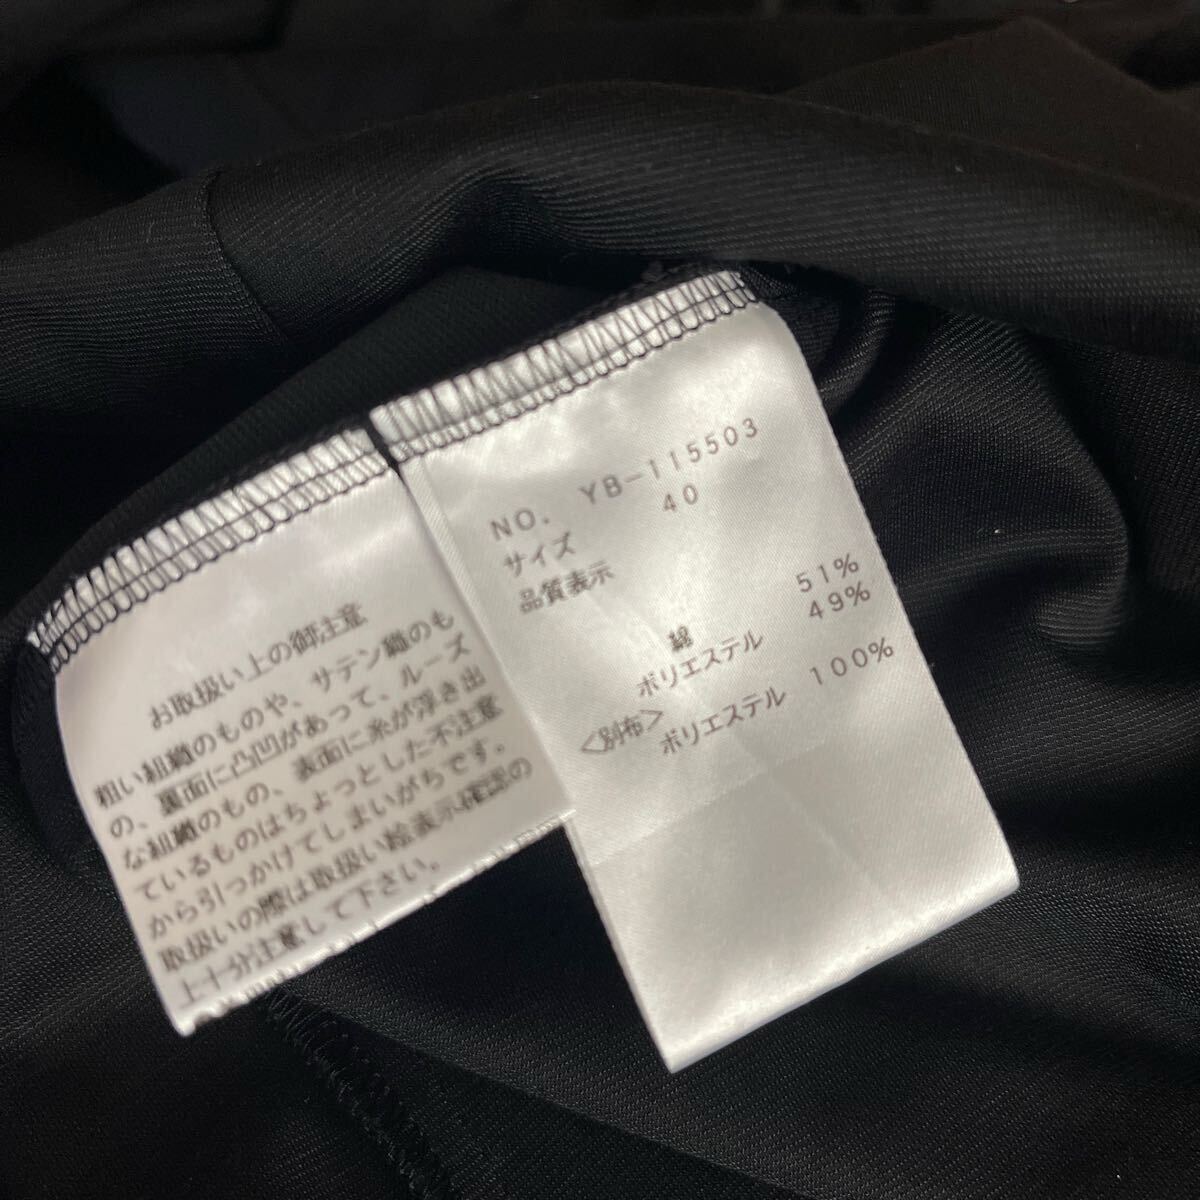 お取扱い上の御注意
粗い組織のものや、サテン織のも
の、裏面に凸凹があって、ルーズ
な組織のもの、表面に糸が浮き出
ているものはちょっとした不注意
から引っかけてしまいがちです。
取扱いの際は取扱い絵表示確認の
上十分注意して下さい。
NO. YB-115503
サイズ 40
品質表示
綿 51%
ポリエステル 49%
<別布>
ポリエステル 100%